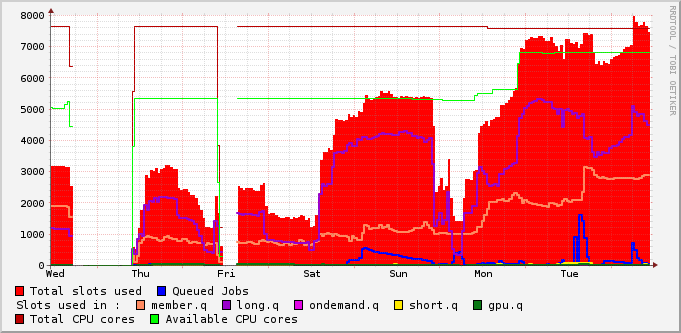 8000
7000
6000
5000
4000
3000
2000
1000
0
Wed Thu Fri Sat Sun Mon Tue
Total slots used Queued Jobs
Slots used in : member.q long.q ondemand.q short.q gpu.q
Total CPU cores Available CPU cores
RRDTOOL / TOBI OETIKER